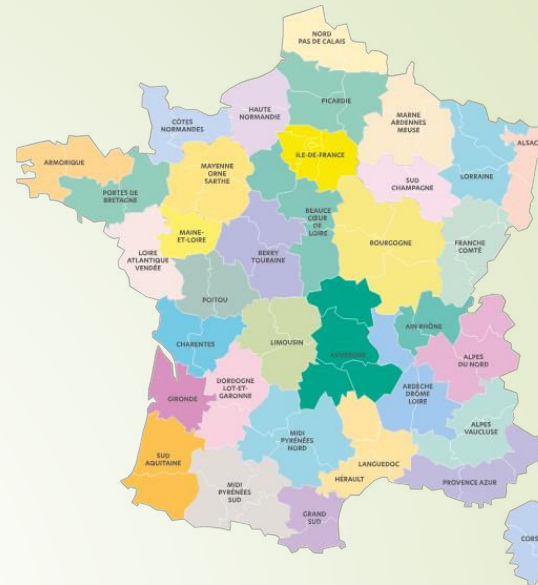 NORD
PAS DE CALAIS
PICARDIE
HAUTE
NORMANDIE
CÔTES
NORMANDES
MARNE
ARDENNES
MEUSE
LORRAINE
ALSAC
ARMORIQUE
PORTES DE
BRETAGNE
MAYENNE
ORNE
SARTHE
ILE-DE-FRANCE
SUD
CHAMPAGNE
MAINE-
ET-LOIRE
BEAUCE
CŒUR
DE
LOIRE
BOURGOGNE
FRANCHE
COMTÉ
LOIRE
ATLANTIQUE
VENDÉE
BERRY
TOURAINE
POITOU
CHARENTES
LIMOUSIN
AUVERGNE
AIN-RHÔNE
ALPES
DU NORD
GIRONDE
DORDOGNE
LOT-ET-
GARONNE
ARDÈCHE
DRÔME
LOIRE
MIDI
PYRÉNÉES
NORD
ALPES
VAUCLUSE
SUD
AQUITAINE
MIDI
PYRÉNÉES
SUD
LANGUEDOC
HÉRAULT
PROVENCE AZUR
GRAND
SUD
CORS